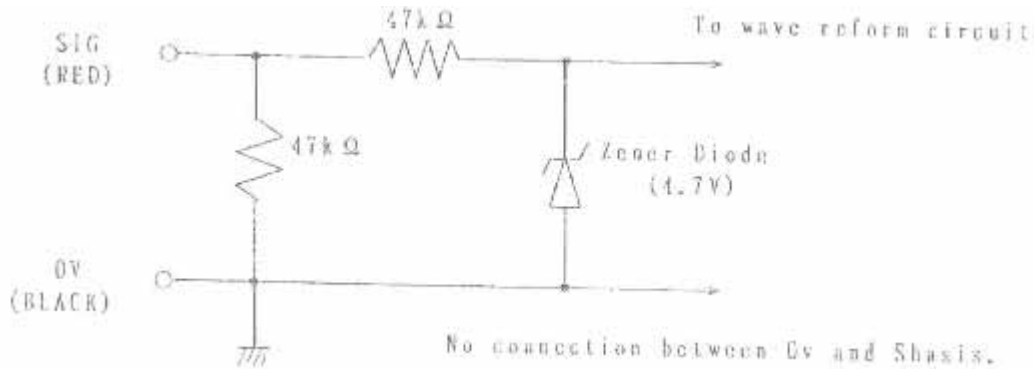 47kΩ
To wave reform circuit
SIG
(RED)
47kΩ
Zener Diode
(4.7V)
0V
(BLACK)
No connection between 0v and Shasis.